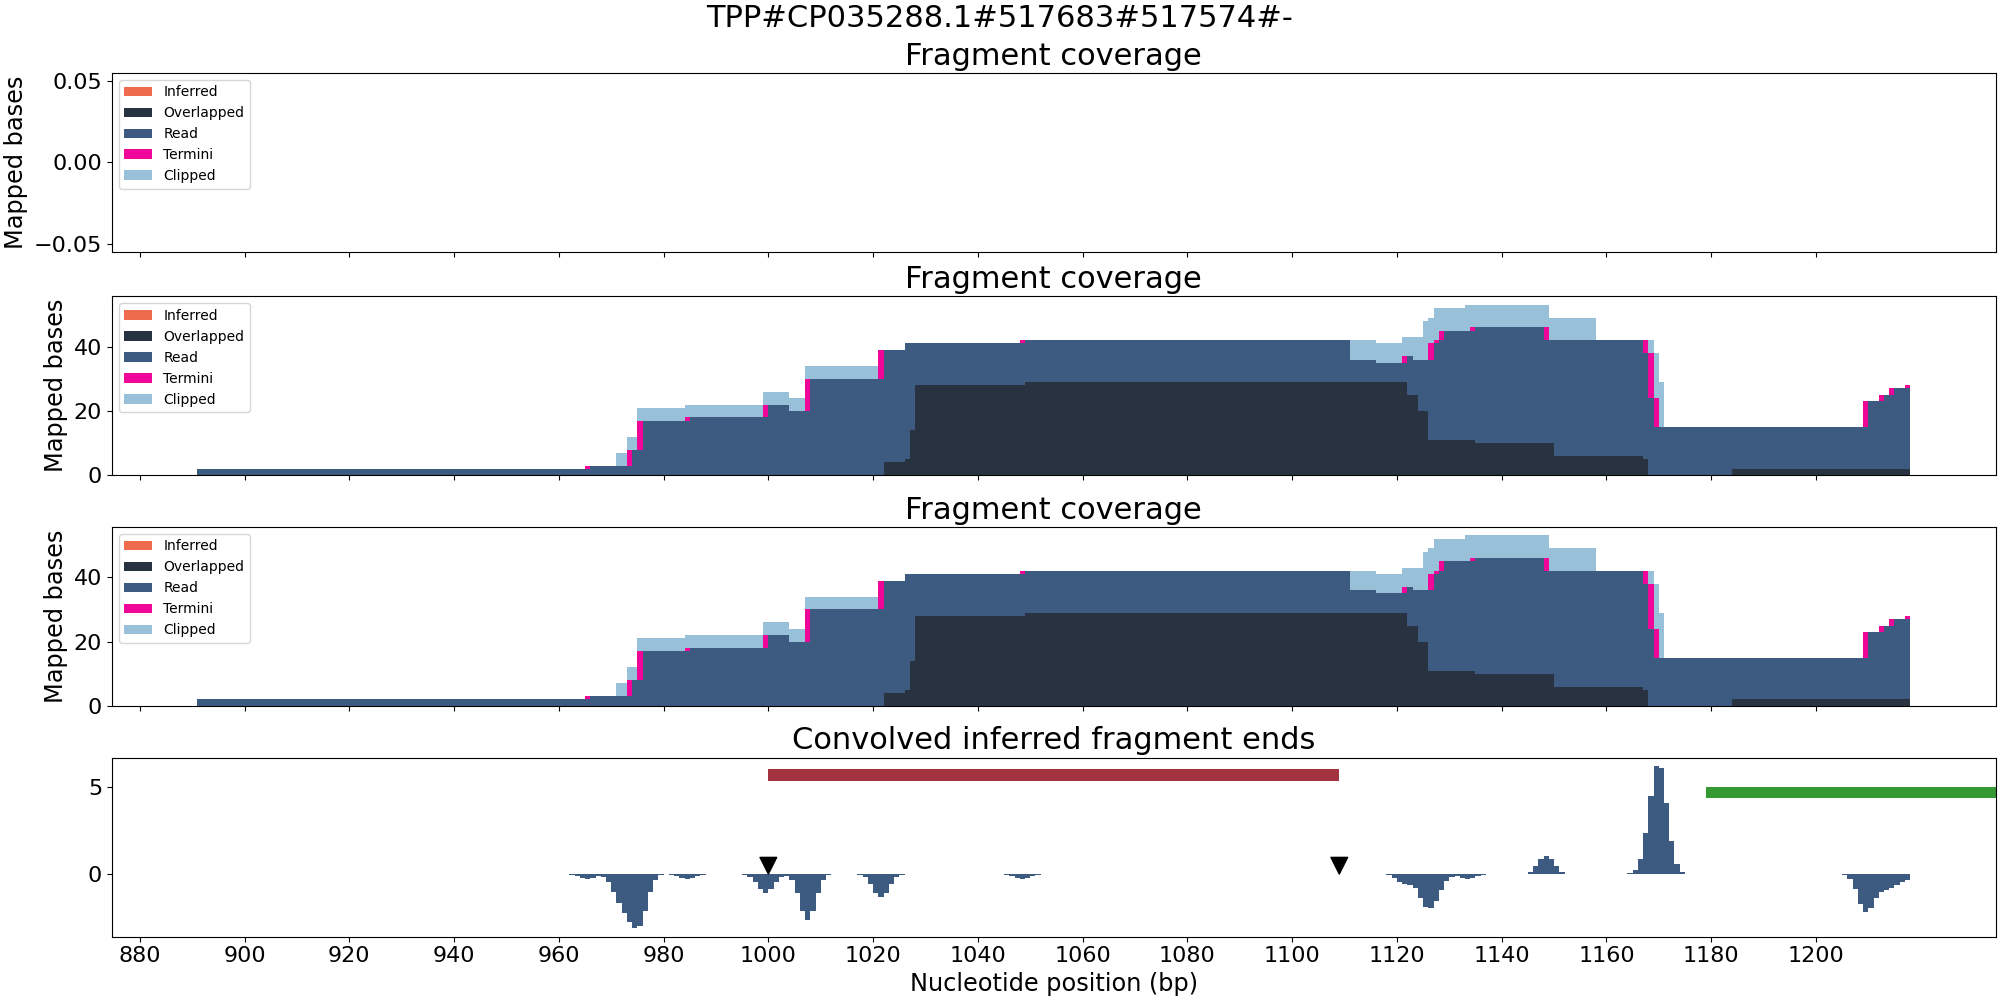 TPP#CP035288.1#517683#517574#-
Fragment coverage
Mapped bases
0.05
0.00
−0.05
Inferred
Overlapped
Read
Termini
Clipped
Fragment coverage
Mapped bases
40
20
0
Inferred
Overlapped
Read
Termini
Clipped
Fragment coverage
Mapped bases
40
20
0
Inferred
Overlapped
Read
Termini
Clipped
Convolved inferred fragment ends
5
0
880 900 920 940 960 980 1000 1020 1040 1060 1080 1100 1120 1140 1160 1180 1200
Nucleotide position (bp)